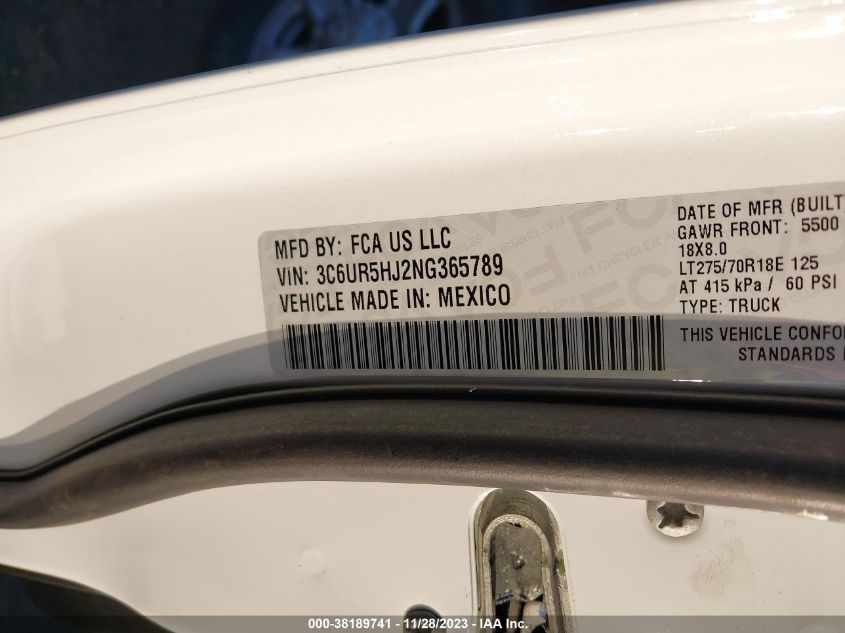 MFD BY: FCA US LLC
VIN: 3C6UR5HJ2NG365789
VEHICLE MADE IN: MEXICO
DATE OF MFR (BUILT)
GAWR FRONT: 5500
18X8.0
LT275/70R18E 125
AT 415 kPa / 60 PSI
TYPE: TRUCK
THIS VEHICLE
STANDARDS
000-38189741 - 11/28/2023 - IAA Inc.